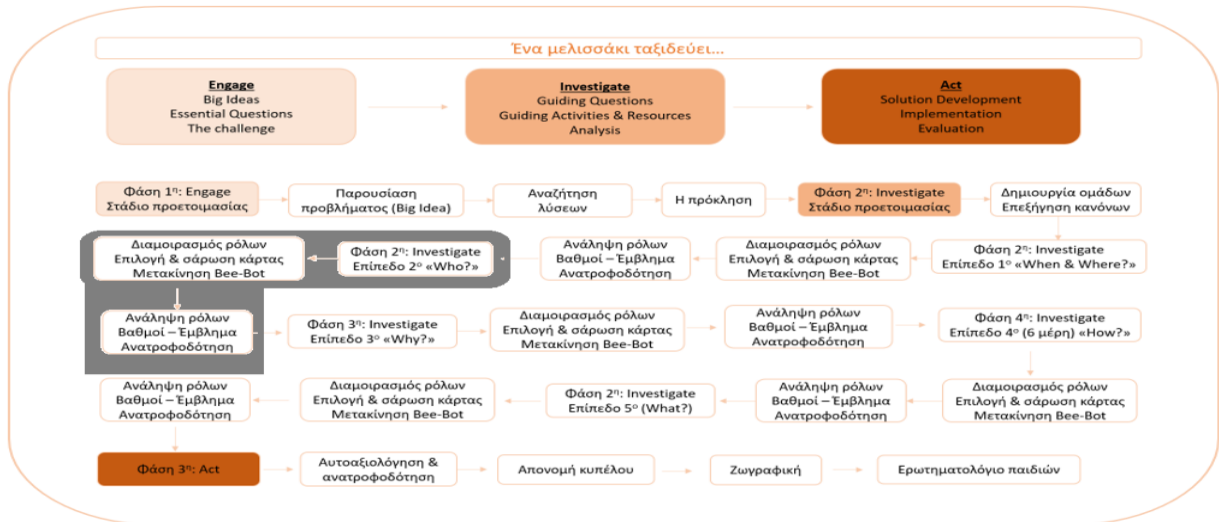 Ένα μελισσάκι ταξιδεύει...
Engage
Big Ideas
Essential Questions
The challenge
Investigate
Guiding Questions
Guiding Activities & Resources
Analysis
Act
Solution Development
Implementation
Evaluation
Φάση 1η: Engage
Στάδιο προετοιμασίας
Παρουσίαση
προβλήματος (Big Idea)
Αναζήτηση
λύσεων
Η πρόκληση
Φάση 2η: Investigate
Στάδιο προετοιμασίας
Δημιουργία ομάδων
Επεξήγηση κανόνων
Φάση 2η: Investigate
Επίπεδο 1ο «When & Where?»
Διαμοιρασμός ρόλων
Επιλογή & σάρωση κάρτας
Μετακίνηση Bee-Bot
Ανάληψη ρόλων
Βαθμοί – Έμβλημα
Ανατροφοδότηση
Φάση 2η: Investigate
Επίπεδο 2ο «Who?»
Διαμοιρασμός ρόλων
Επιλογή & σάρωση κάρτας
Μετακίνηση Bee-Bot
Ανάληψη ρόλων
Βαθμοί – Έμβλημα
Ανατροφοδότηση
Φάση 3η: Investigate
Επίπεδο 3ο «Why?»
Διαμοιρασμός ρόλων
Επιλογή & σάρωση κάρτας
Μετακίνηση Bee-Bot
Ανάληψη ρόλων
Βαθμοί – Έμβλημα
Ανατροφοδότηση
Φάση 4η: Investigate
Επίπεδο 4ο (6 μέρη) «How?»
Διαμοιρασμός ρόλων
Επιλογή & σάρωση κάρτας
Μετακίνηση Bee-Bot
Ανάληψη ρόλων
Βαθμοί – Έμβλημα
Ανατροφοδότηση
Φάση 2η: Investigate
Επίπεδο 5ο (What?)
Διαμοιρασμός ρόλων
Επιλογή & σάρωση κάρτας
Μετακίνηση Bee-Bot
Ανάληψη ρόλων
Βαθμοί – Έμβλημα
Ανατροφοδότηση
Φάση 3η: Act
Αυτοαξιολόγηση &
ανατροφοδότηση
Απονομή κυπέλου
Ζωγραφική
Ερωτηματολόγιο παιδιών